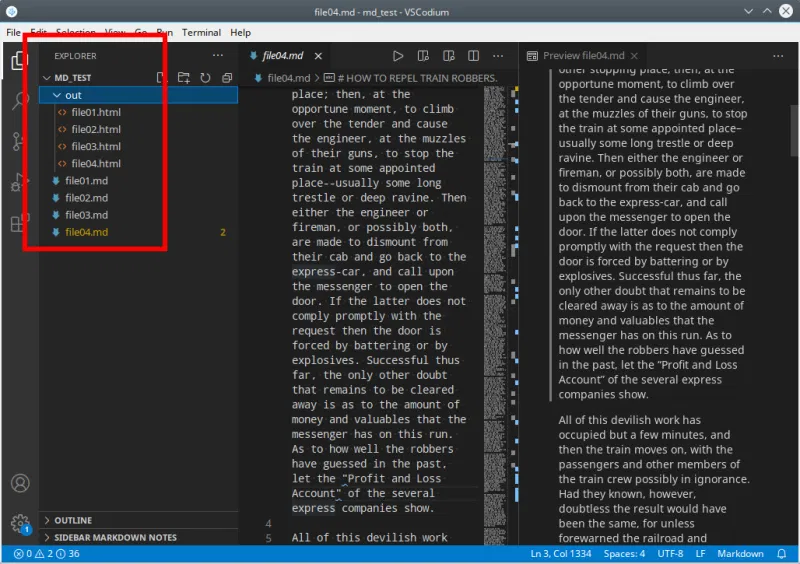 file04.md - md_test - VSCodium
File Edit Selection View Go Run Terminal Help
EXPLORER
MD_TEST
out
file01.html
file02.html
file03.html
file04.html
file01.md
file02.md
file03.md
file04.md 2
OUTLINE
SIDEBAR MARKDOWN NOTES
file04.md
file04.md > # HOW TO REPEL TRAIN ROBBERS.
place; then, at the
opportune moment, to climb
over the tender and cause
the engineer, at the muzzles
of their guns, to stop the
train at some appointed
place--usually some long
trestle or deep ravine. Then
either the engineer or
fireman, or possibly both,
are made to dismount from
their cab and go back to the
express-car, and call upon
the messenger to open the
door. If the latter does not
comply promptly with the
request then the door is
forced by battering or by
explosives. Successful thus
far, the only other doubt
that remains to be cleared
away is as to the amount of
money and valuables that the
messenger has on this run.
As to how well the robbers
have guessed in the past,
let the "Profit and Loss
Account" of the several
express companies show.
4
5 All of this devilish work
Preview file04.md
other stopping place; then, at the
opportune moment, to climb over
the tender and cause the engineer,
at the muzzles of their guns, to stop
the train at some appointed place–
usually some long trestle or deep
ravine. Then either the engineer or
fireman, or possibly both, are made
to dismount from their cab and go
back to the express-car, and call
upon the messenger to open the
door. If the latter does not comply
promptly with the request then the
door is forced by battering or by
explosives. Successful thus far, the
only other doubt that remains to be
cleared away is as to the amount of
money and valuables that the
messenger has on this run. As to
how well the robbers have guessed
in the past, let the “Profit and Loss
Account” of the several express
companies show.
All of this devilish work has
occupied but a few minutes, and
then the train moves on, with the
passengers and other members of
the train crew possibly in ignorance.
Had they known, however,
doubtless the result would have
been the same, for unless
forewarned the railroad and
1
0 2 36
Ln 3, Col 1334 Spaces: 4 UTF-8 LF Markdown